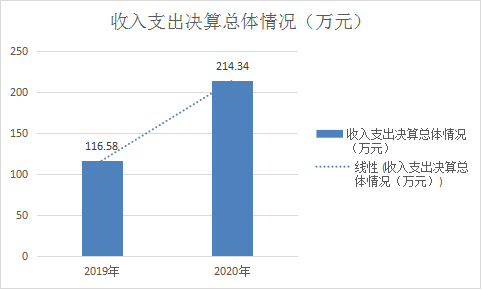 收入支出决算总体情况（万元）
250
200
150
100
50
0
116.58
214.34
2019年
2020年
收入支出决算总体情况
（万元）
线性 (收入支出决算总
体情况（万元）)